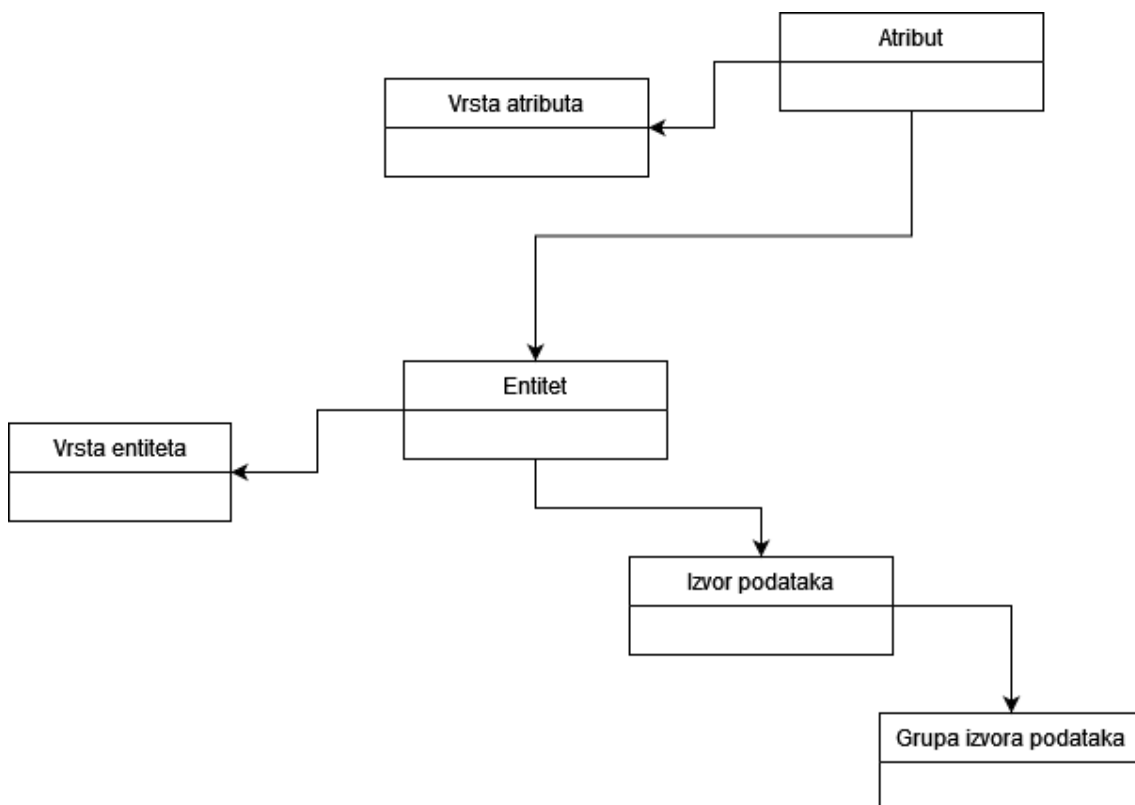 Atribut
Vrsta atributa
Entitet
Vrsta entiteta
Izvor podataka
Grupa izvora podataka